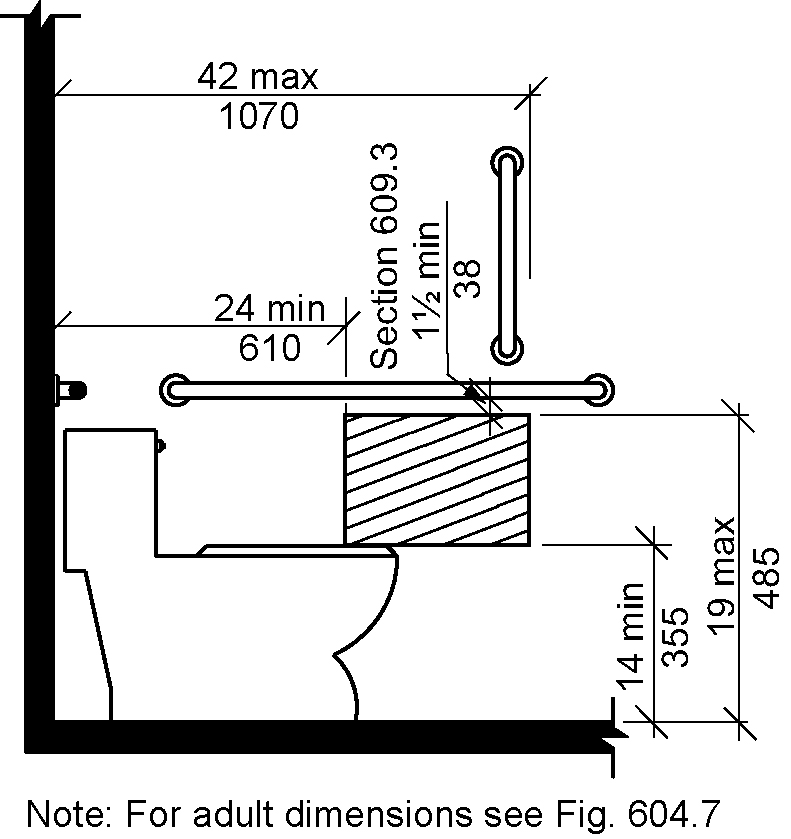 42 max
1070
Section 609.3
1½ min
38
24 min
610
19 max
485
14 min
355
Note: For adult dimensions see Fig. 604.7